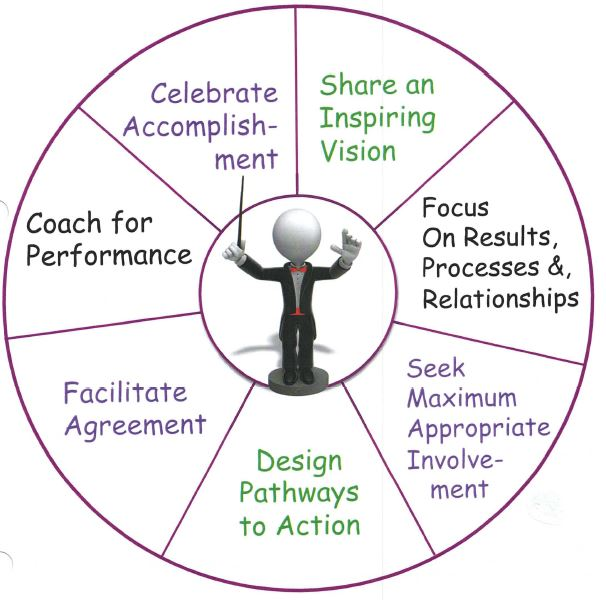 Share an
Inspiring
Vision
Focus
On Results,
Processes &,
Relationships
Seek
Maximum
Appropriate
Involve-
ment
Design
Pathways
to Action
Facilitate
Agreement
Coach for
Performance
Celebrate
Accomplish-
ment